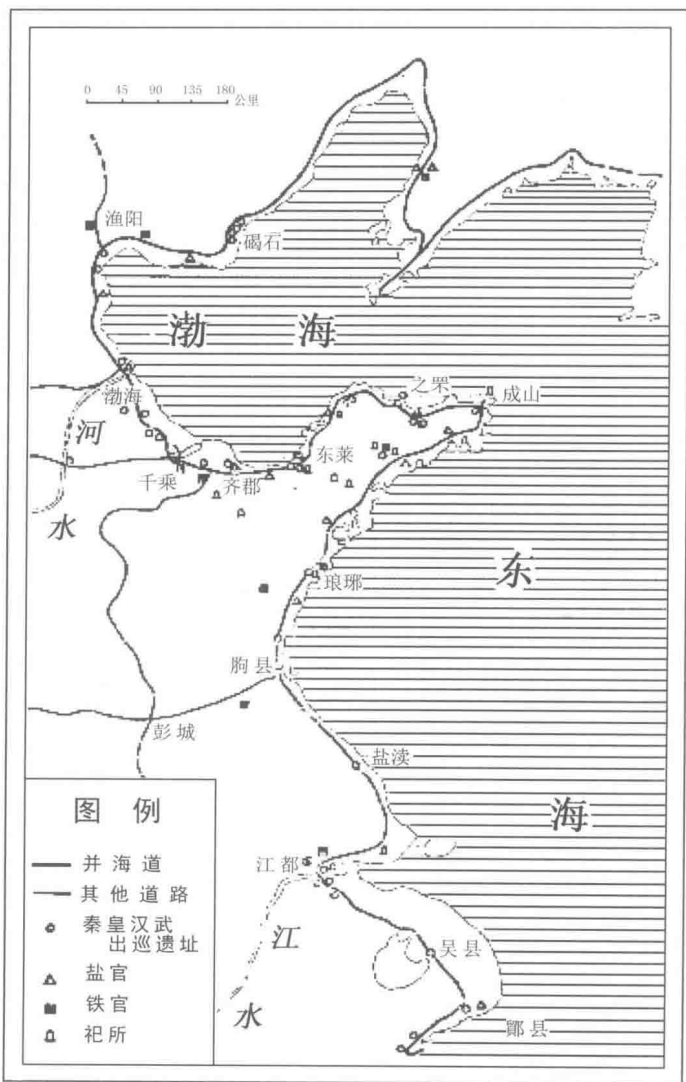 0 45 90 135 180
公里
渔阳
碣石
渤海
渤海
之罘
成山
河水
千乘
齐郡
东莱
琅琊
东海
朐县
彭城
盐渎
江都
江水
吴县
鄮县
图例
并海道
其他道路
秦皇汉武
出巡遗址
盐官
铁官
祀所